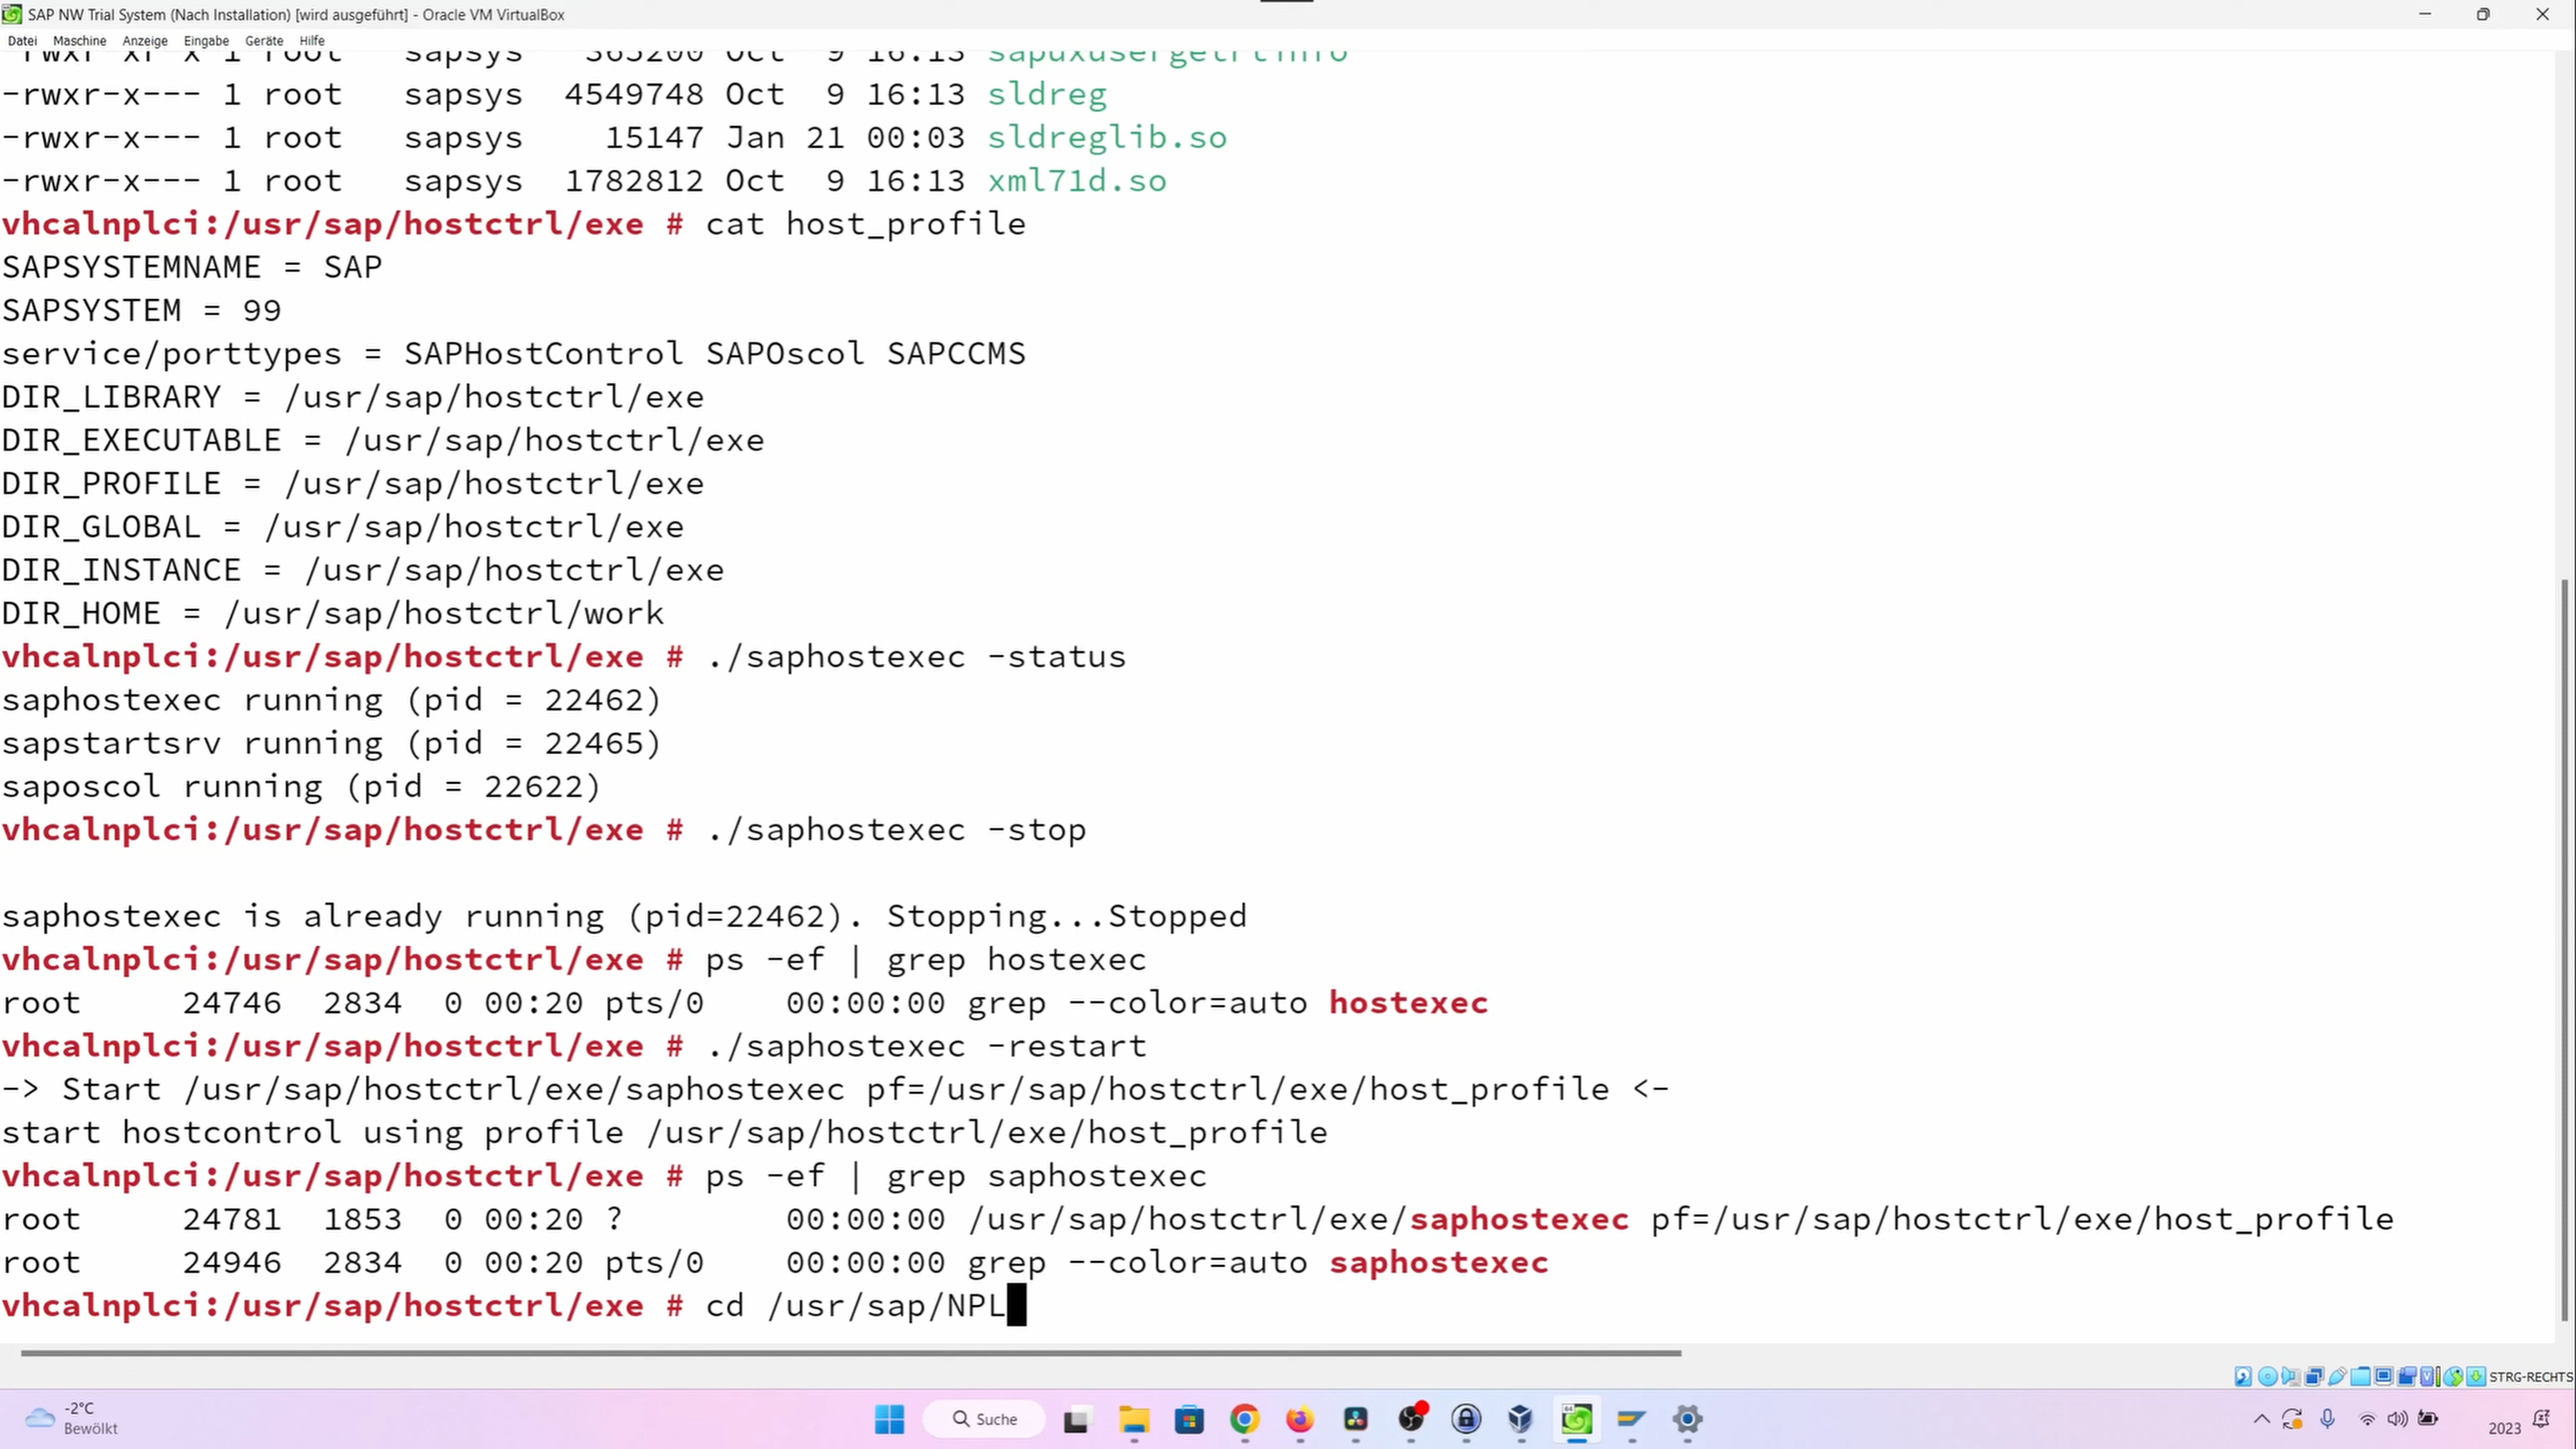 SAP NW Trial System (Nach Installation) [wird ausgeführt] - Oracle VM VirtualBox
Datei Maschine Anzeige Eingabe Geräte Hilfe
-rwxr-xr-x 1 root sapsys 365200 Oct 9 16:13 sapuxusergetrtinfo
-rwxr-x--- 1 root sapsys 4549748 Oct 9 16:13 sldreg
-rwxr-x--- 1 root sapsys 15147 Jan 21 00:03 sldreglib.so
-rwxr-x--- 1 root sapsys 1782812 Oct 9 16:13 xml71d.so
vhcalnplci:/usr/sap/hostctrl/exe # cat host_profile
SAPSYSTEMNAME = SAP
SAPSYSTEM = 99
service/porttypes = SAPHostControl SAPOscol SAPCCMS
DIR_LIBRARY = /usr/sap/hostctrl/exe
DIR_EXECUTABLE = /usr/sap/hostctrl/exe
DIR_PROFILE = /usr/sap/hostctrl/exe
DIR_GLOBAL = /usr/sap/hostctrl/exe
DIR_INSTANCE = /usr/sap/hostctrl/exe
DIR_HOME = /usr/sap/hostctrl/work
vhcalnplci:/usr/sap/hostctrl/exe # ./saphostexec -status
saphostexec running (pid = 22462)
sapstartsrv running (pid = 22465)
saposcol running (pid = 22622)
vhcalnplci:/usr/sap/hostctrl/exe # ./saphostexec -stop
saphostexec is already running (pid=22462). Stopping...Stopped
vhcalnplci:/usr/sap/hostctrl/exe # ps -ef | grep hostexec
root 24746 2834 0 00:20 pts/0 00:00:00 grep --color=auto hostexec
vhcalnplci:/usr/sap/hostctrl/exe # ./saphostexec -restart
-> Start /usr/sap/hostctrl/exe/saphostexec pf=/usr/sap/hostctrl/exe/host_profile <-
start hostcontrol using profile /usr/sap/hostctrl/exe/host_profile
vhcalnplci:/usr/sap/hostctrl/exe # ps -ef | grep saphostexec
root 24781 1853 0 00:20 ? 00:00:00 /usr/sap/hostctrl/exe/saphostexec pf=/usr/sap/hostctrl/exe/host_profile
root 24946 2834 0 00:20 pts/0 00:00:00 grep --color=auto saphostexec
vhcalnplci:/usr/sap/hostctrl/exe # cd /usr/sap/NPL
STRG-RECHTS
-2°C
Bewölkt
Suche
2023